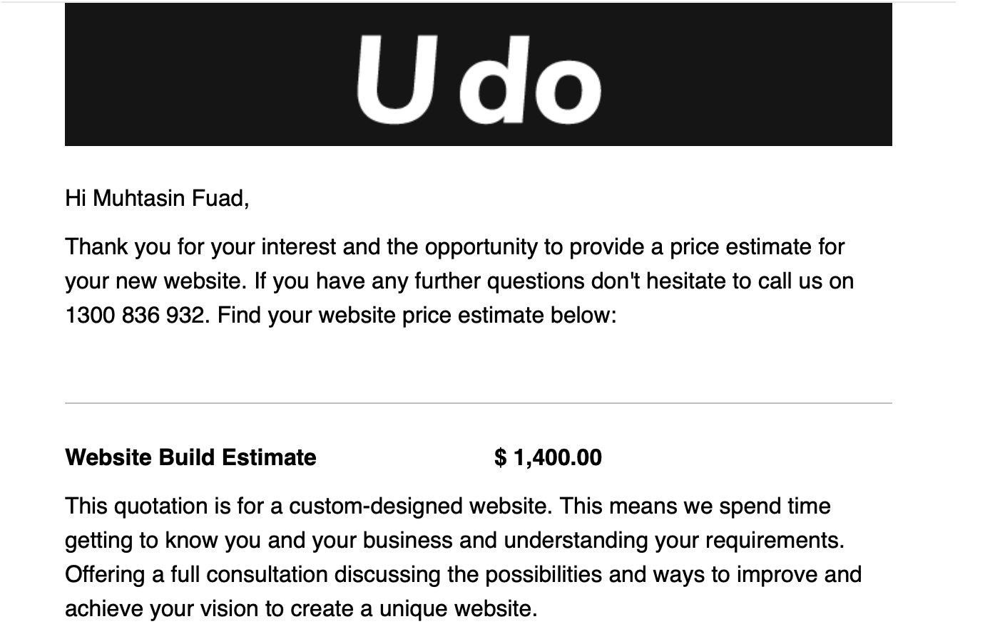 U do
Hi Muhtasin Fuad,
Thank you for your interest and the opportunity to provide a price estimate for
your new website. If you have any further questions don't hesitate to call us on
1300 836 932. Find your website price estimate below:
Website Build Estimate $ 1,400.00
This quotation is for a custom-designed website. This means we spend time
getting to know you and your business and understanding your requirements.
Offering a full consultation discussing the possibilities and ways to improve and
achieve your vision to create a unique website.